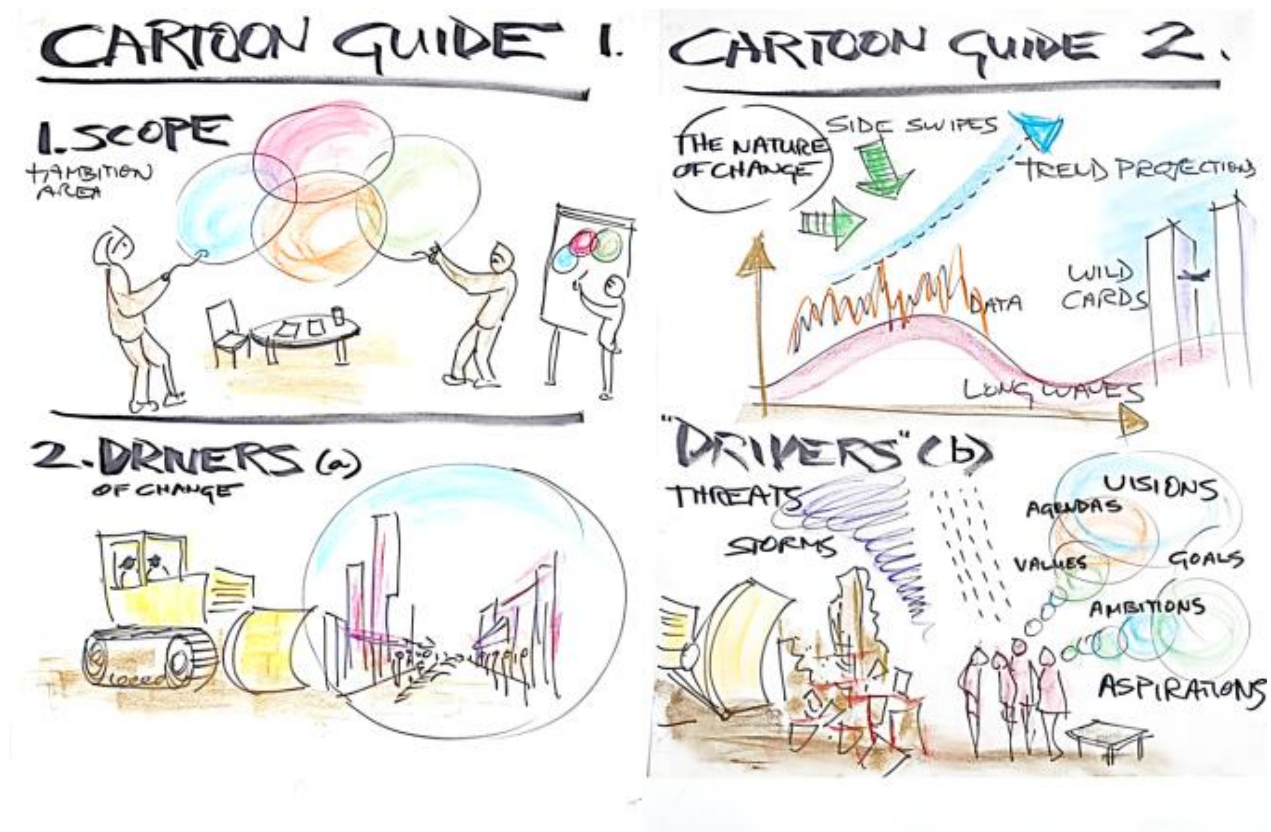 CARTOON GUIDE 1.
1. SCOPE
+ AMBITION
AREA
2. DRIVERS (a)
OF CHANGE
CARTOON GUIDE 2.
THE NATURE
OF CHANGE
SIDE SWIPES
TREND PROJECTIONS
WILD
CARDS
DATA
LONG WAVES
"DRIVERS" (b)
THREATS
STORMS
VISIONS
AGENDAS
VALUES
GOALS
AMBITIONS
ASPIRATIONS